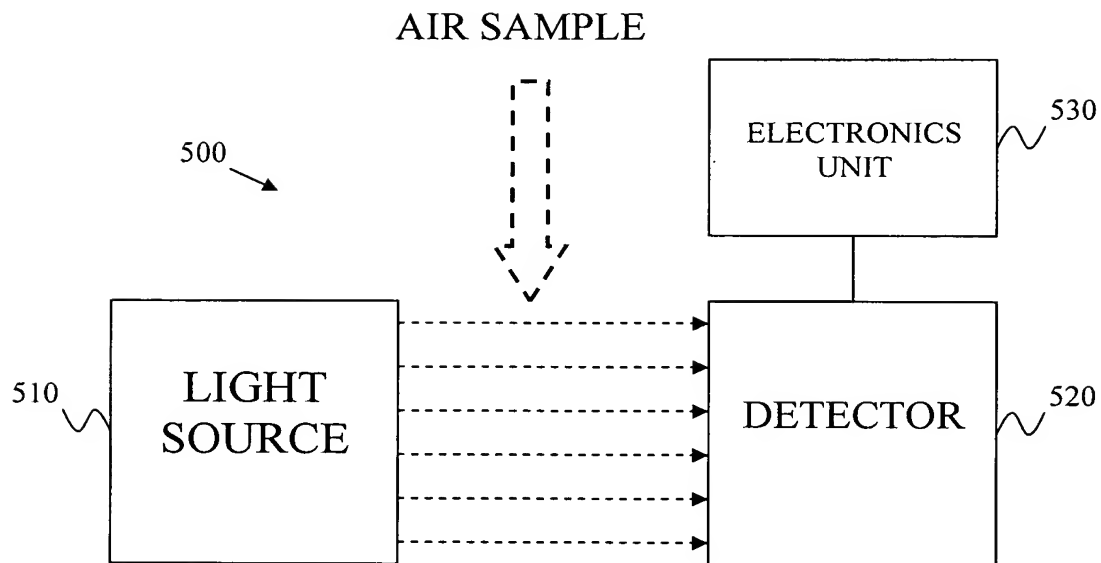 AIR SAMPLE
530
ELECTRONICS
UNIT
500
510
LIGHT
SOURCE
520
DETECTOR